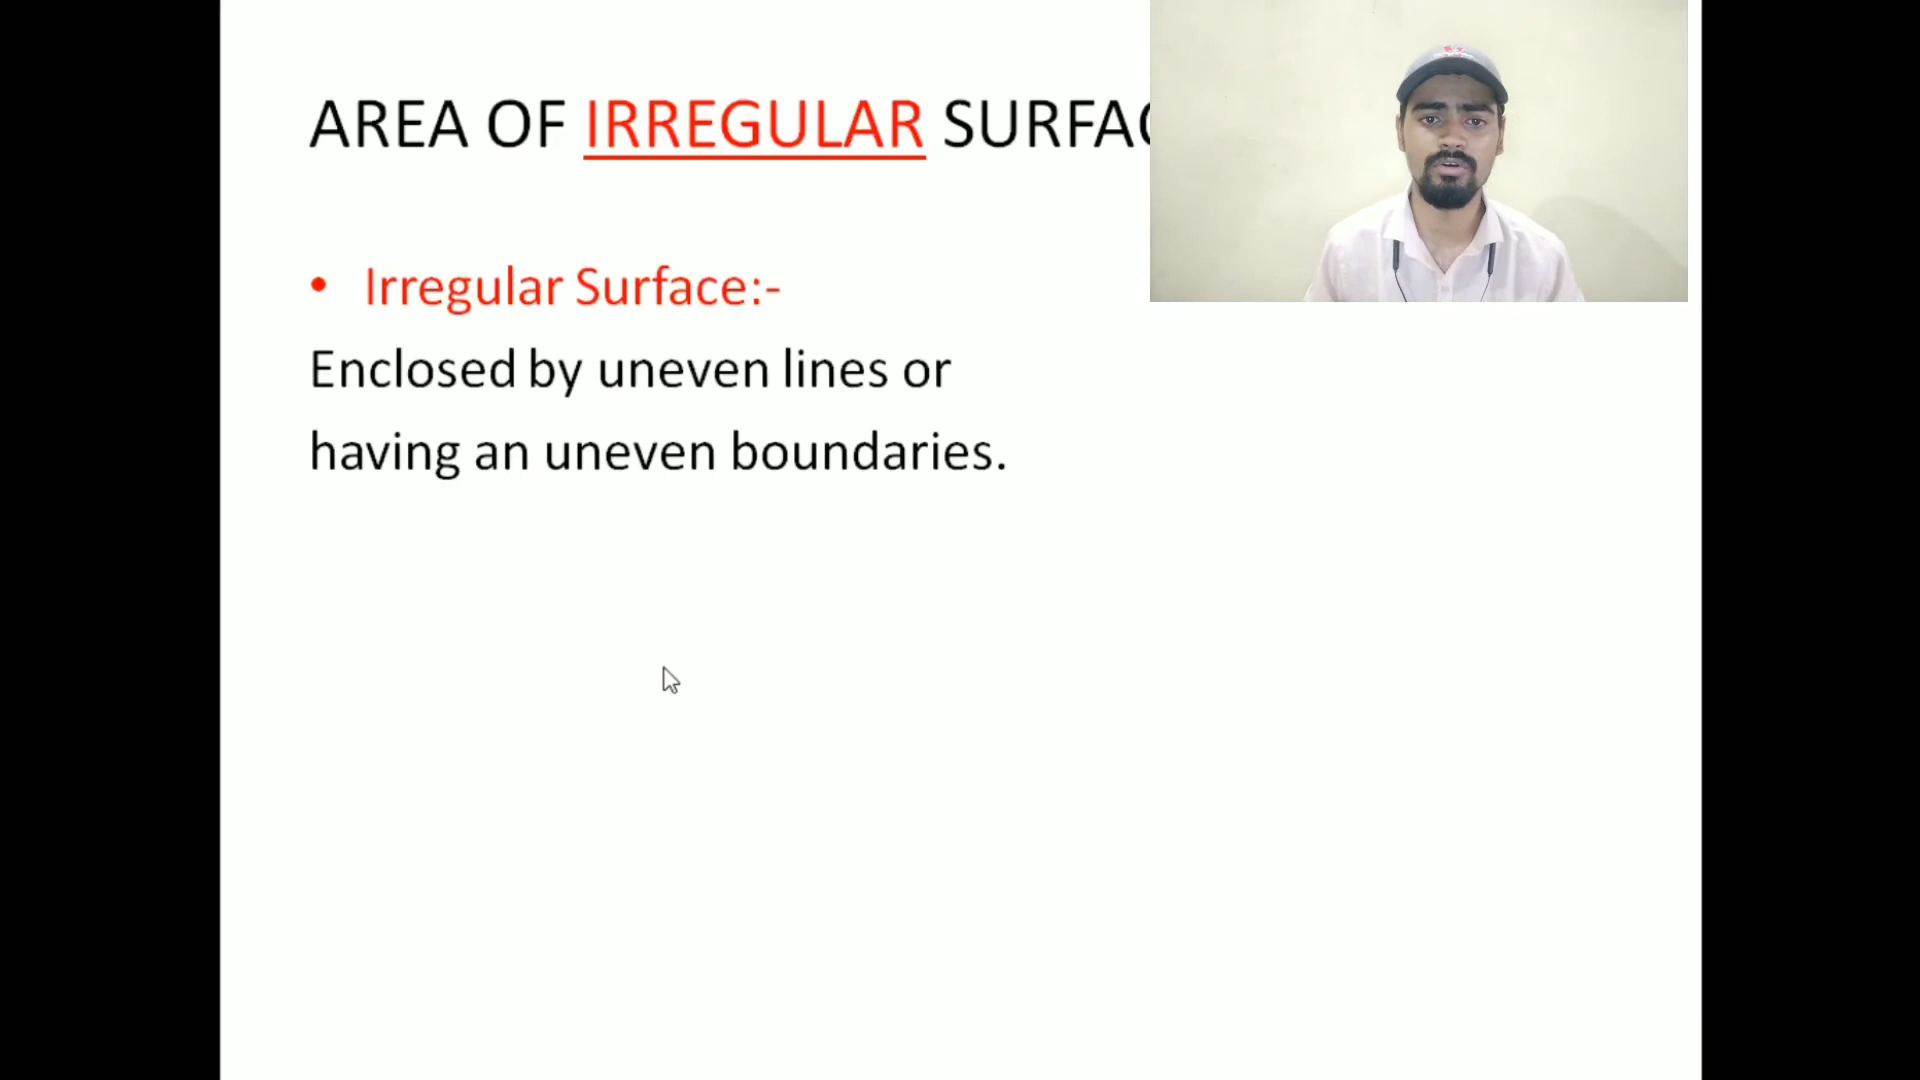 AREA OF IRREGULAR SURFAC
• Irregular Surface:-
Enclosed by uneven lines or
having an uneven boundaries.